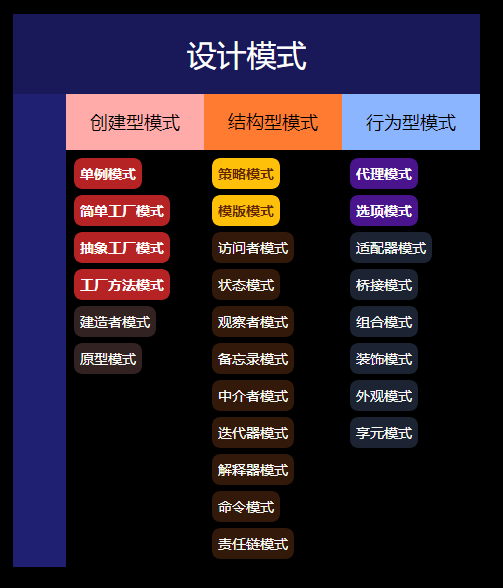 设计模式
创建型模式
结构型模式
行为型模式
单例模式
简单工厂模式
抽象工厂模式
工厂方法模式
建造者模式
原型模式
策略模式
模版模式
访问者模式
状态模式
观察者模式
备忘录模式
中介者模式
迭代器模式
解释器模式
命令模式
责任链模式
代理模式
选项模式
适配器模式
桥接模式
组合模式
装饰模式
外观模式
享元模式